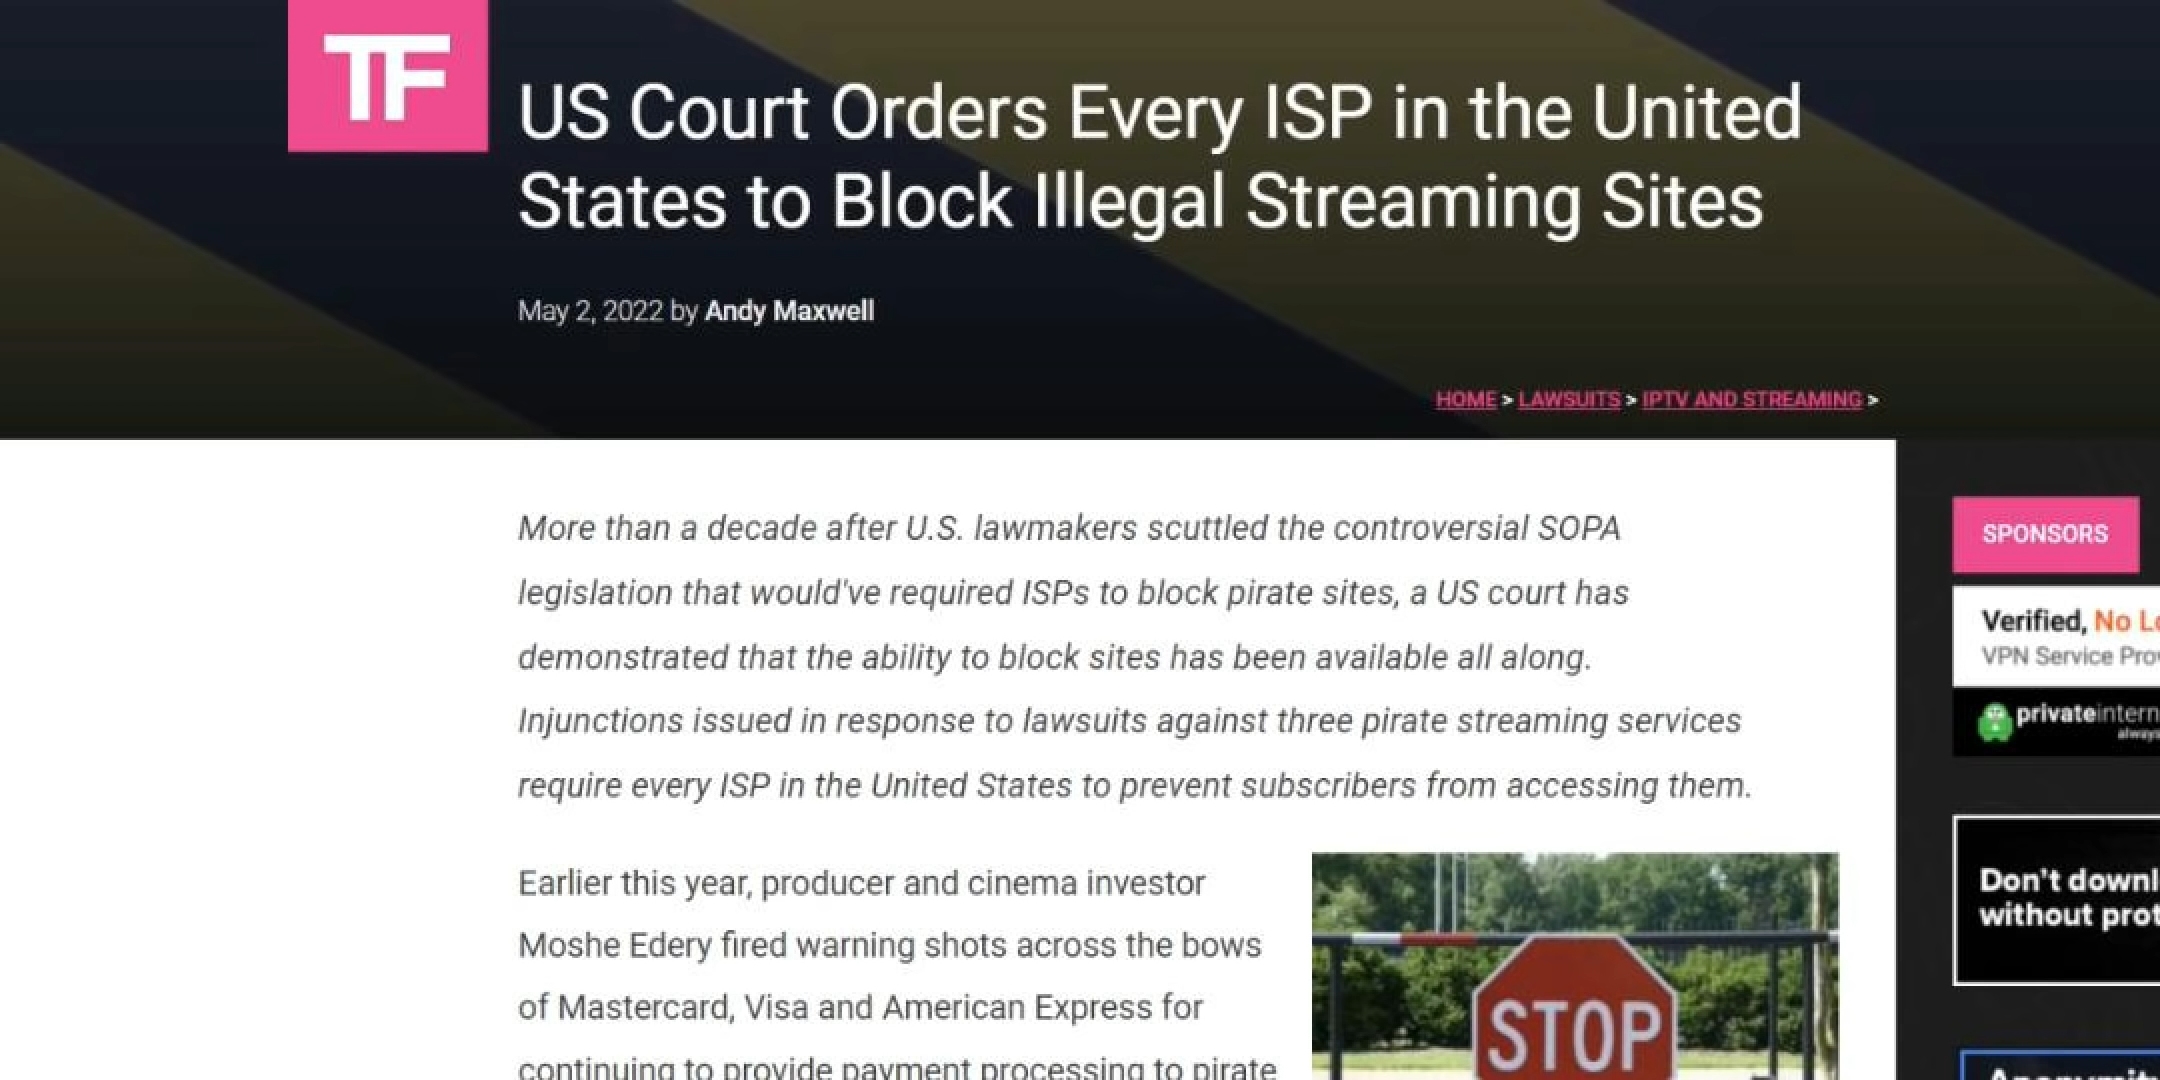 TF
US Court Orders Every ISP in the United
States to Block Illegal Streaming Sites
May 2, 2022 by Andy Maxwell
HOME > LAWSUITS > IPTV AND STREAMING >
More than a decade after U.S. lawmakers scuttled the controversial SOPA
legislation that would've required ISPs to block pirate sites, a US court has
demonstrated that the ability to block sites has been available all along.
Injunctions issued in response to lawsuits against three pirate streaming services
require every ISP in the United States to prevent subscribers from accessing them.
Earlier this year, producer and cinema investor
Moshe Edery fired warning shots across the bows
of Mastercard, Visa and American Express for
continuing to provide payment processing to pirate
STOP
SPONSORS
Verified, No
VPN Service
private
always
Don't
without